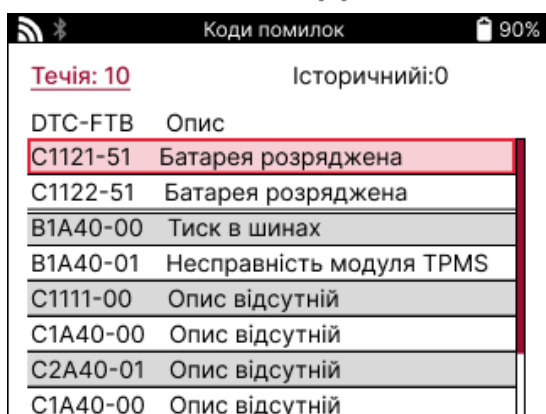 Коди помилок 90%
Течія: 10 Історичнийі:0
DTC-FTB Опис
C1121-51 Батарея розряджена
C1122-51 Батарея розряджена
B1A40-00 Тиск в шинах
B1A40-01 Несправність модуля TPMS
C1111-00 Опис відсутній
C1A40-00 Опис відсутній
C2A40-01 Опис відсутній
C1A40-00 Опис відсутній